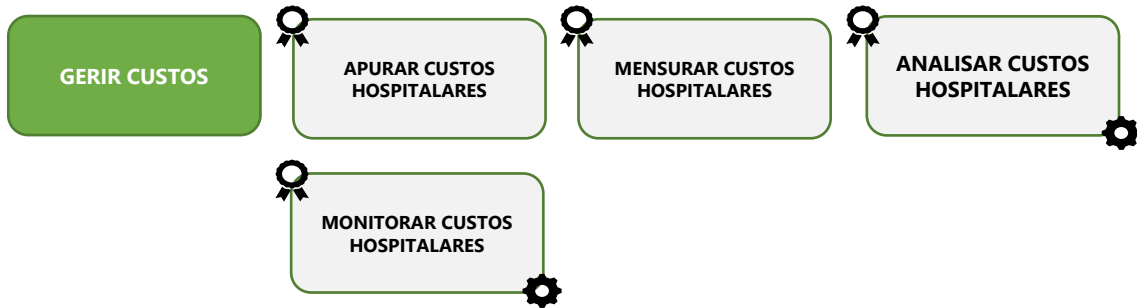 GERIR CUSTOS
APURAR CUSTOS
HOSPITALARES
MENSURAR CUSTOS
HOSPITALARES
ANALISAR CUSTOS
HOSPITALARES
MONITORAR CUSTOS
HOSPITALARES